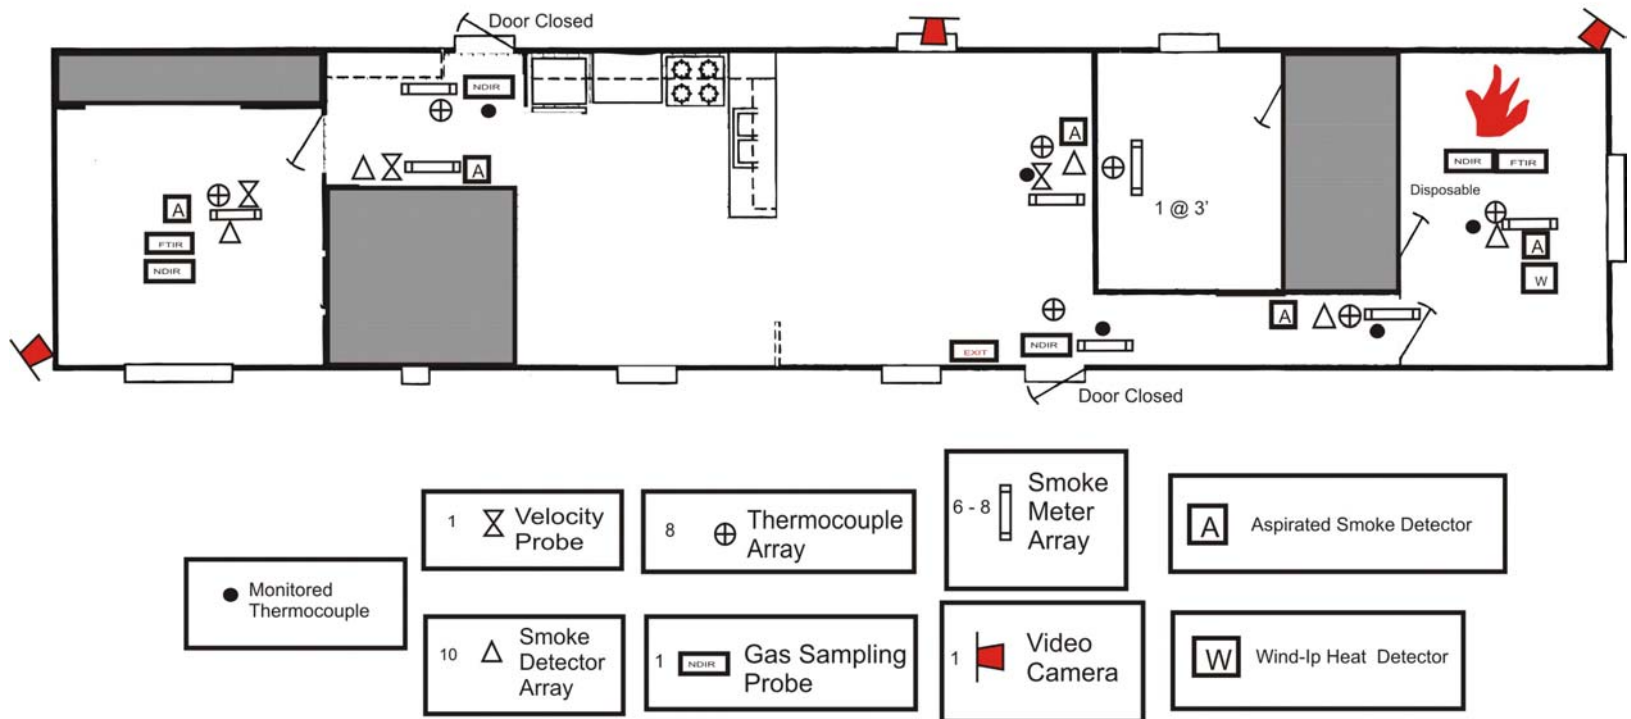 Door Closed
NDIR
A
A
A
1 @ 3'
NDIR
FTIR
Disposable
A
FTIR
NDIR
A
W
A
EXIT
NDIR
Door Closed
Monitored
Thermocouple
1
Velocity
Probe
10
Smoke
Detector
Array
8
Thermocouple
Array
1
NDIR
Gas Sampling
Probe
6 - 8
Smoke
Meter
Array
1
Video
Camera
A
Aspirated Smoke Detector
W
Wind-Ip Heat Detector